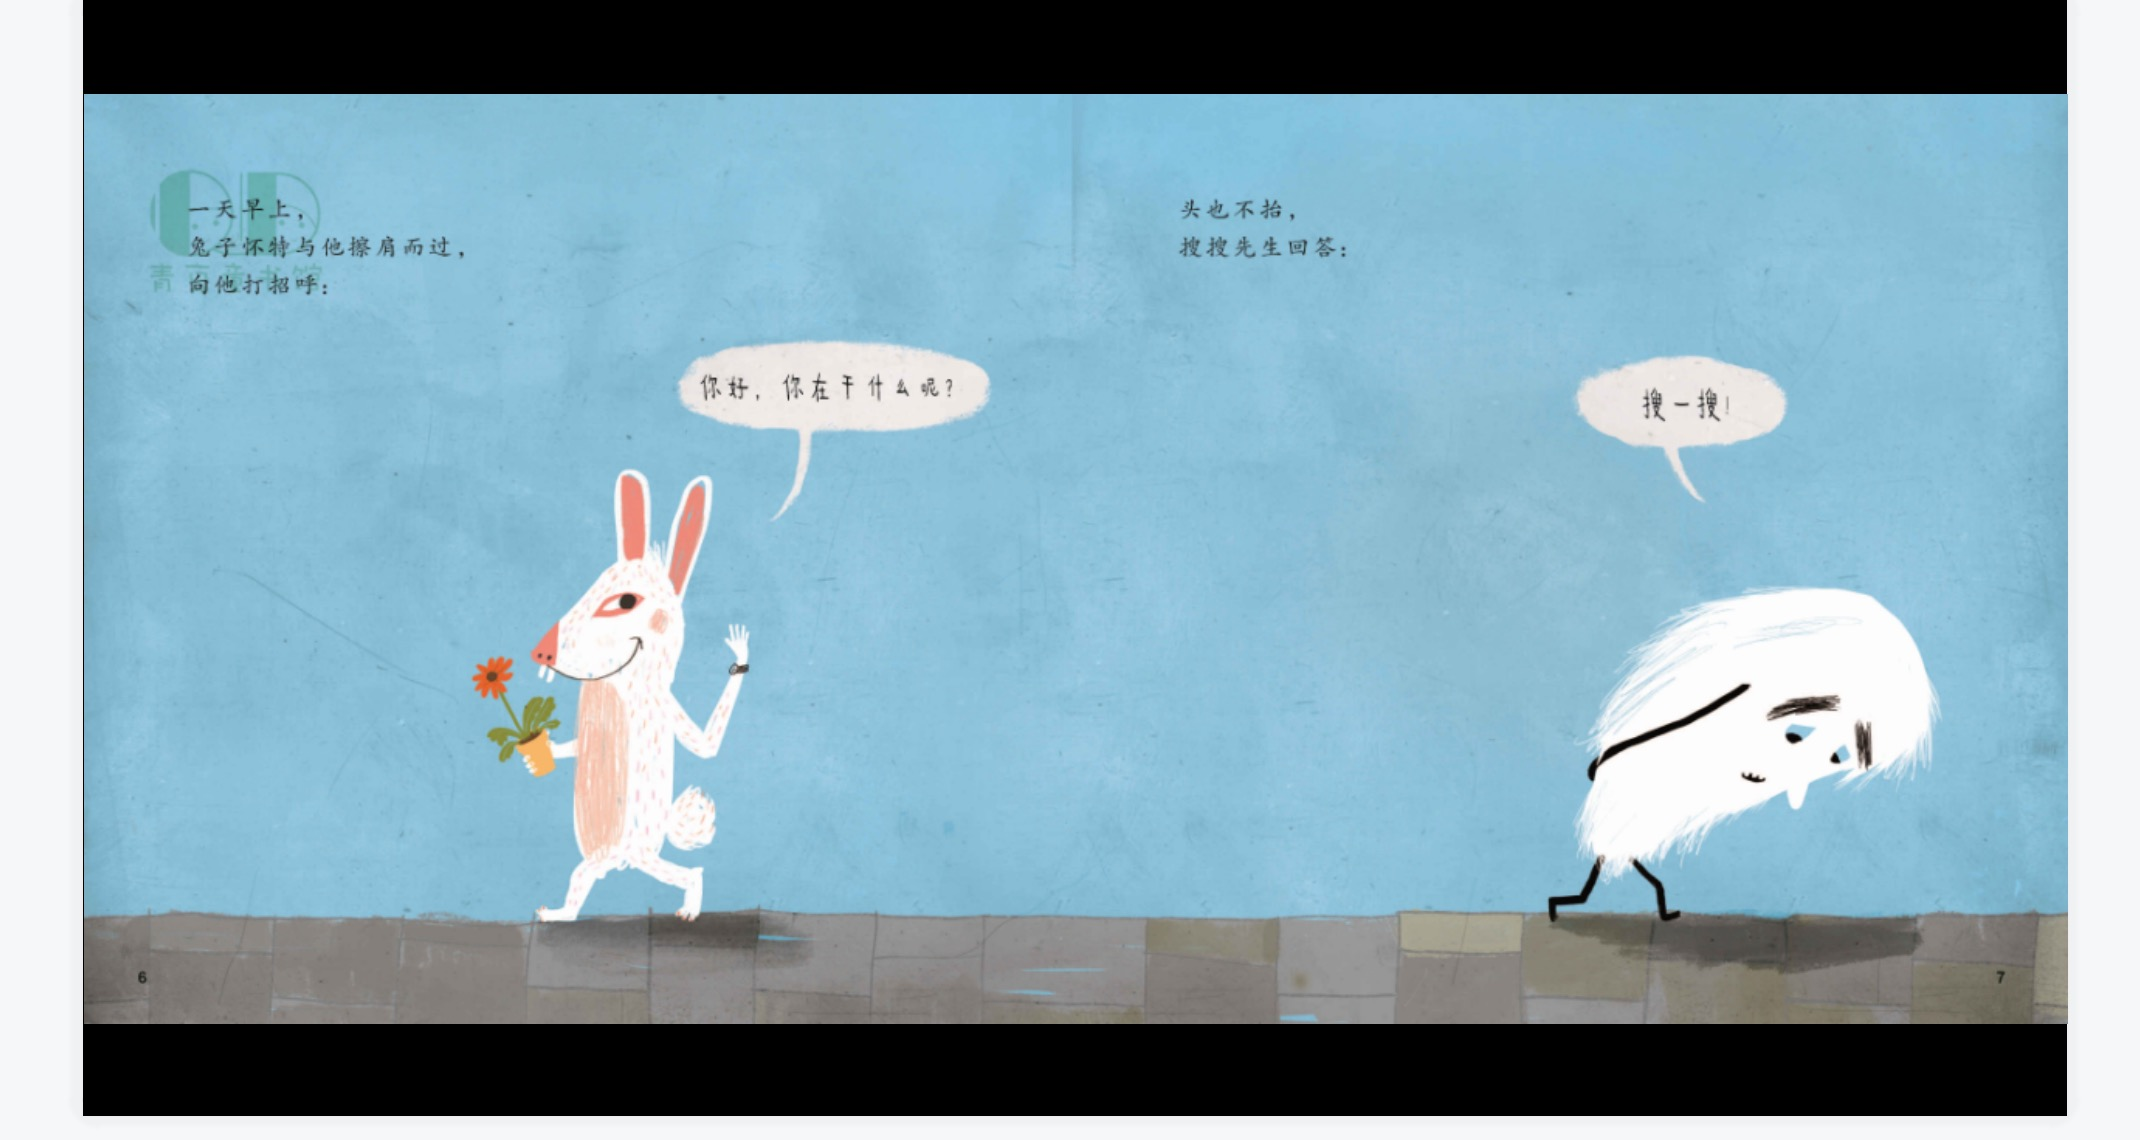 一天早上，
兔子怀特与他擦肩而过，
向他打招呼：
你好，你在干什么呢？
6
头也不抬，
搜搜先生回答：
搜一搜！
7